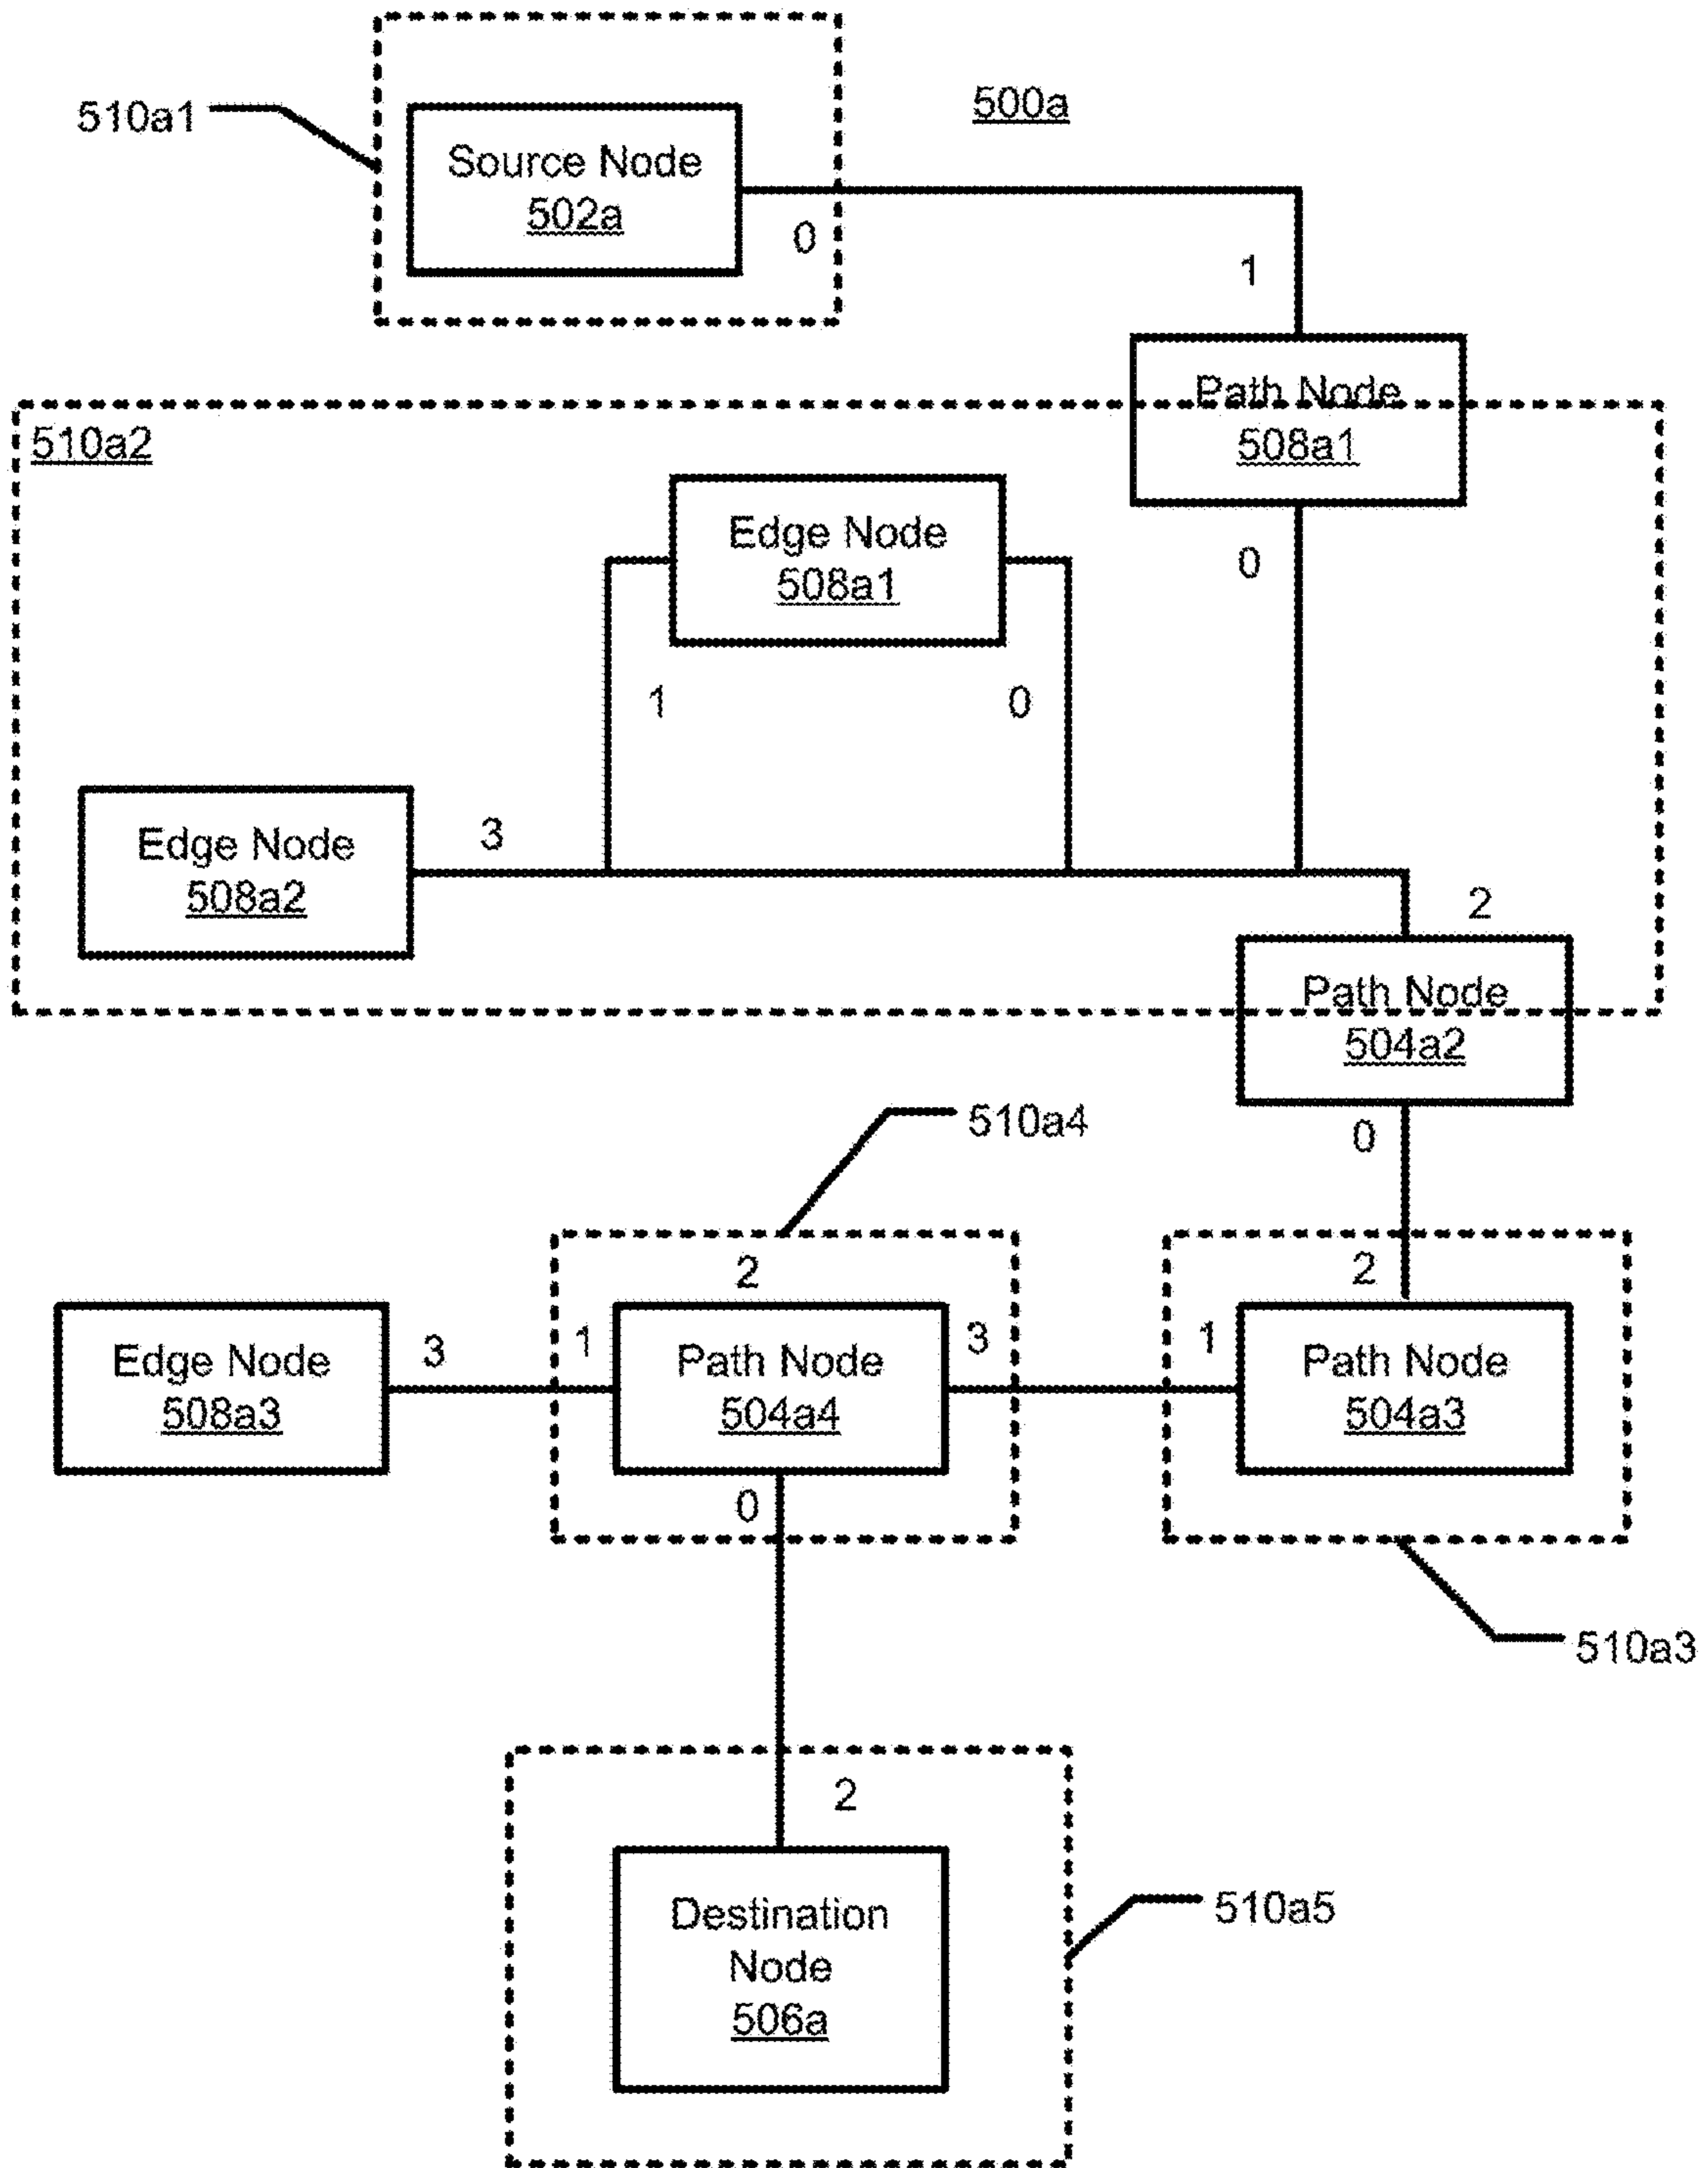 500a
510a1
Source Node
502a
0
1
Path Node
508a1
510a2
Edge Node
508a1
0
1
0
Edge Node
508a2
3
2
Path Node
504a2
0
510a4
2
2
Edge Node
508a3
3
1
Path Node
504a4
3
1
Path Node
504a3
0
510a3
2
Destination
Node
506a
510a5